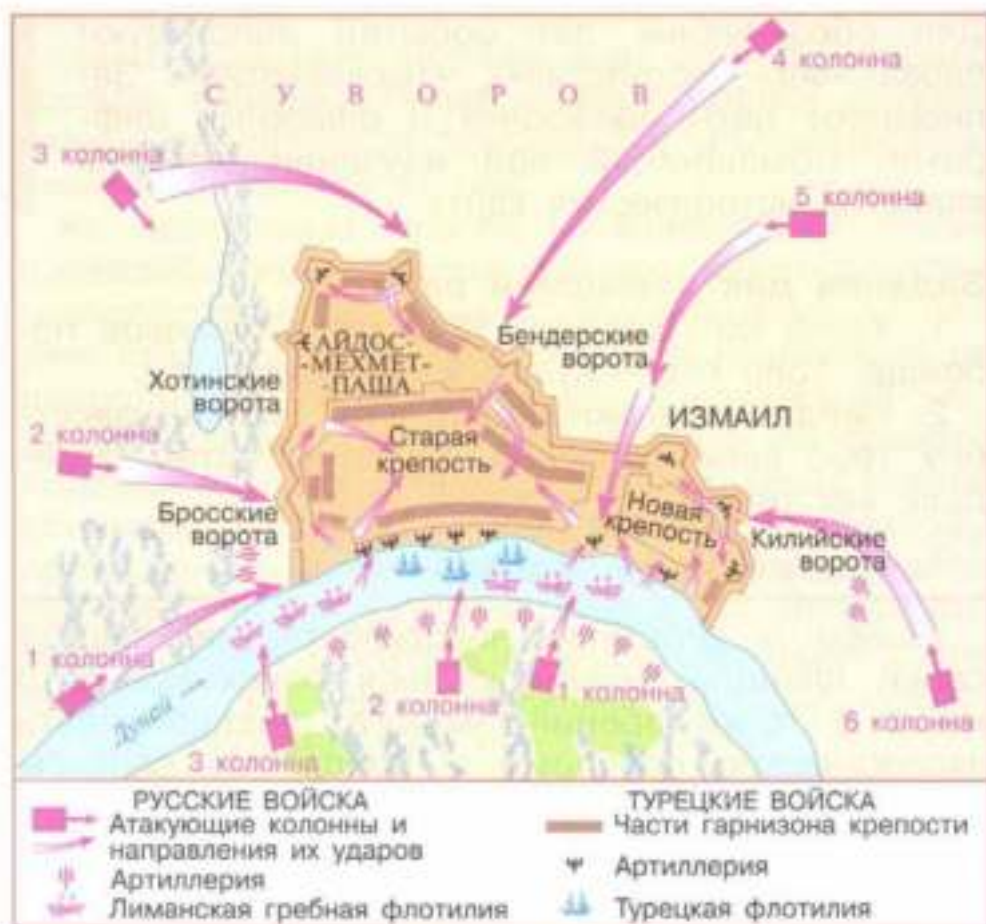 СУВОРОВ
4 колонна
3 колонна
5 колонна
Бендерские
ворота
АЙДОС-
-МЕХМЕТ-
ПАША
Хотинские
ворота
ИЗМАИЛ
2 колонна
Старая
крепость
Бросские
ворота
Новая
крепость
Килийские
ворота
1 колонна
2 колонна
1 колонна
6 колонна
Дунай
3 колонна
РУССКИЕ ВОЙСКА
Атакующие колонны и
направления их ударов
Артиллерия
Лиманская гребная флотилия
ТУРЕЦКИЕ ВОЙСКА
Части гарнизона крепости
Артиллерия
Турецкая флотилия